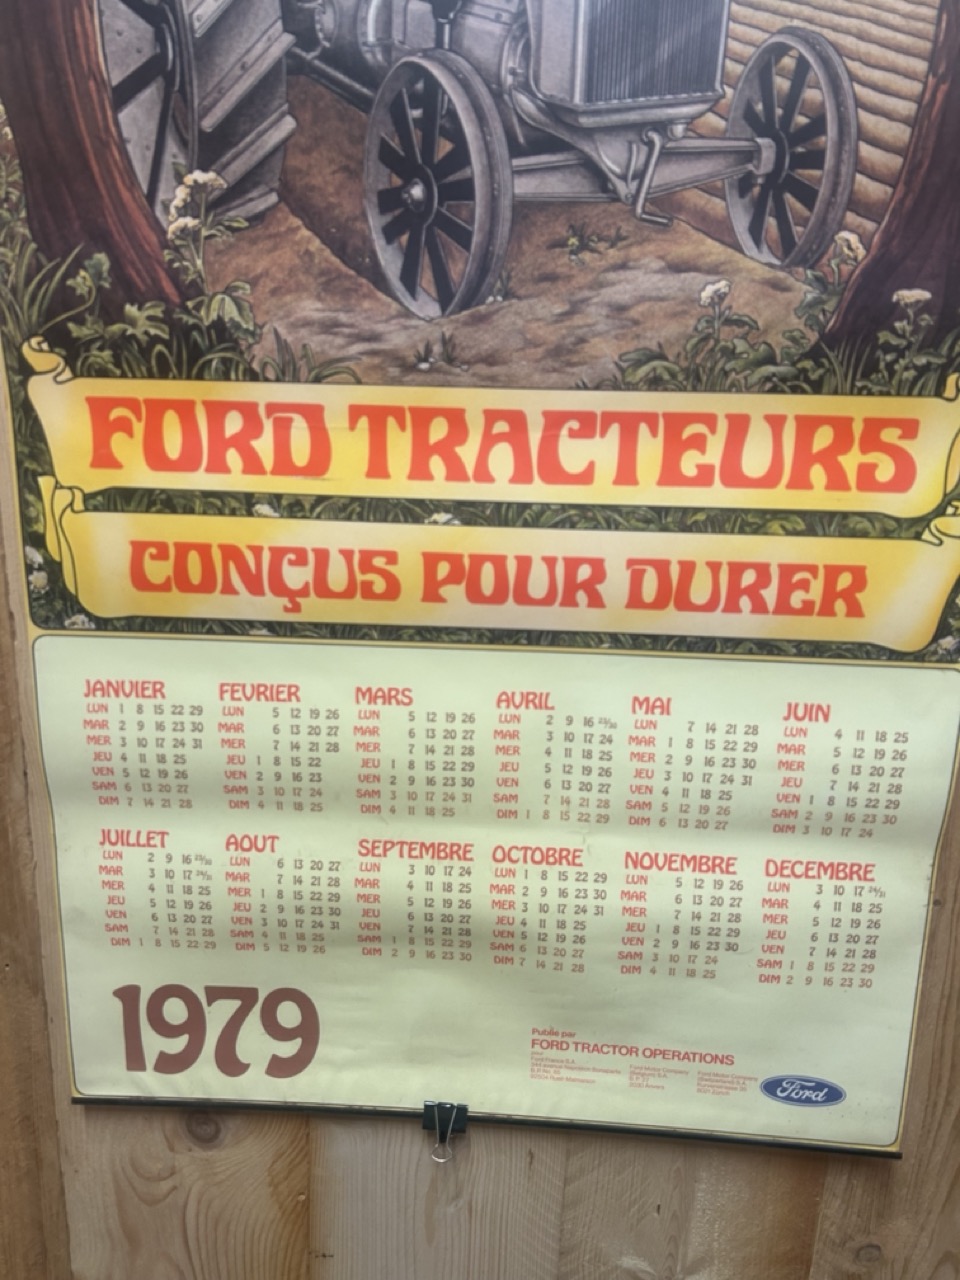 FORD TRACTEURS
CONÇUS POUR DURER
JANVIER
LUN 1 8 15 22 29
MAR 2 9 16 23 30
MER 3 10 17 24 31
JEU 4 11 18 25
VEN 5 12 19 26
SAM 6 13 20 27
DIM 7 14 21 28
FEVRIER
LUN 5 12 19 26
MAR 6 13 20 27
MER 7 14 21 28
JEU 1 8 15 22
VEN 2 9 16 23
SAM 3 10 17 24
DIM 4 11 18 25
MARS
LUN 5 12 19 26
MAR 6 13 20 27
MER 7 14 21 28
JEU 1 8 15 22 29
VEN 2 9 16 23 30
SAM 3 10 17 24 31
DIM 4 11 18 25
AVRIL
LUN 2 9 16 23/30
MAR 3 10 17 24
MER 4 11 18 25
JEU 5 12 19 26
VEN 6 13 20 27
SAM 7 14 21 28
DIM 1 8 15 22 29
MAI
LUN 7 14 21 28
MAR 1 8 15 22 29
MER 2 9 16 23 30
JEU 3 10 17 24 31
VEN 4 11 18 25
SAM 5 12 19 26
DIM 6 13 20 27
JUIN
LUN 4 11 18 25
MAR 5 12 19 26
MER 6 13 20 27
JEU 7 14 21 28
VEN 1 8 15 22 29
SAM 2 9 16 23 30
DIM 3 10 17 24
JUILLET
LUN 2 9 16 23/30
MAR 3 10 17 24/31
MER 4 11 18 25
JEU 5 12 19 26
VEN 6 13 20 27
SAM 7 14 21 28
DIM 1 8 15 22 29
AOUT
LUN 6 13 20 27
MAR 7 14 21 28
MER 1 8 15 22 29
JEU 2 9 16 23 30
VEN 3 10 17 24 31
SAM 4 11 18 25
DIM 5 12 19 26
SEPTEMBRE
LUN 3 10 17 24
MAR 4 11 18 25
MER 5 12 19 26
JEU 6 13 20 27
VEN 7 14 21 28
SAM 1 8 15 22 29
DIM 2 9 16 23 30
OCTOBRE
LUN 1 8 15 22 29
MAR 2 9 16 23 30
MER 3 10 17 24 31
JEU 4 11 18 25
VEN 5 12 19 26
SAM 6 13 20 27
DIM 7 14 21 28
NOVEMBRE
LUN 5 12 19 26
MAR 6 13 20 27
MER 7 14 21 28
JEU 1 8 15 22 29
VEN 2 9 16 23 30
SAM 3 10 17 24
DIM 4 11 18 25
DECEMBRE
LUN 3 10 17 24/31
MAR 4 11 18 25
MER 5 12 19 26
JEU 6 13 20 27
VEN 7 14 21 28
SAM 1 8 15 22 29
DIM 2 9 16 23 30
1979
Publié par
FORD TRACTOR OPERATIONS
pour
Ford France S.A.
344 avenue Napoléon Bonaparte
Rueil Malmaison
Ford Motor Company
(Belgium) S.A.
Ford Motor Company
(Switzerland) S.A.
Ford